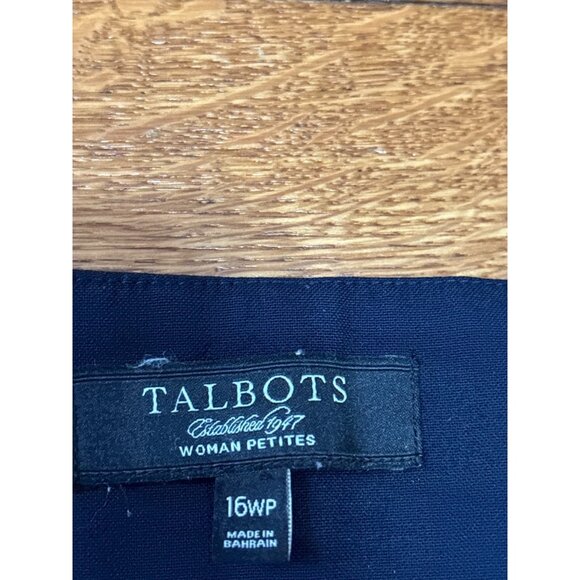 TALBOTS
Established 1947
WOMAN PETITES
16WP
MADE IN
BAHRAIN